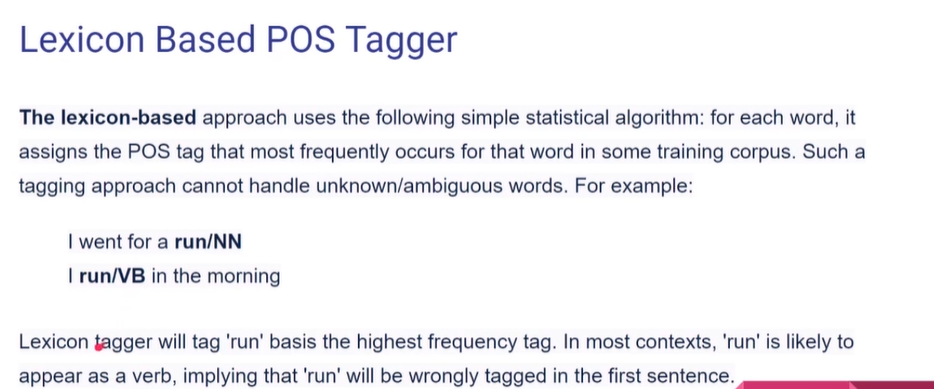 Lexicon Based POS Tagger
The lexicon-based approach uses the following simple statistical algorithm: for each word, it
assigns the POS tag that most frequently occurs for that word in some training corpus. Such a
tagging approach cannot handle unknown/ambiguous words. For example:
I went for a run/NN
I run/VB in the morning
Lexicon tagger will tag 'run' basis the highest frequency tag. In most contexts, 'run' is likely to
appear as a verb, implying that 'run' will be wrongly tagged in the first sentence.